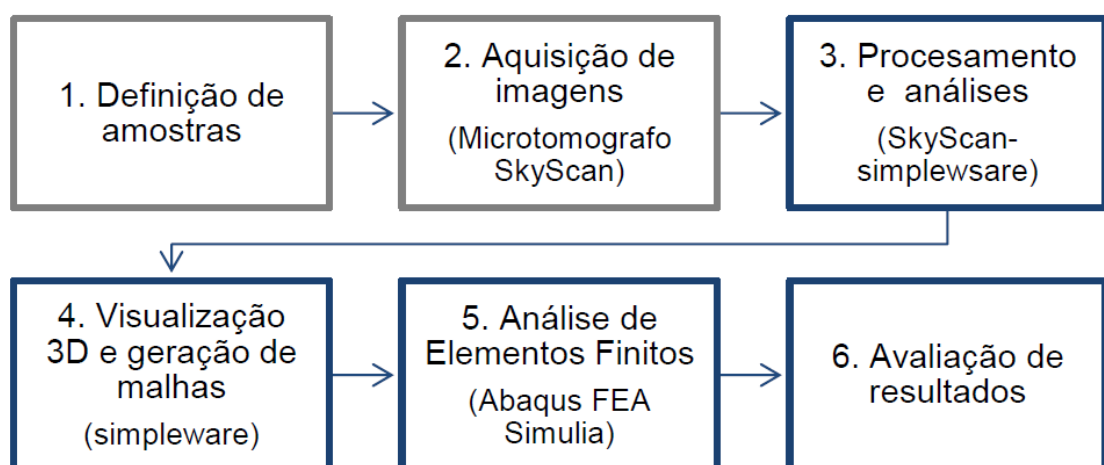 1. Definição de
amostras
2. Aquisição de
imagens
(Microtomografo
SkyScan)
3. Procesamento
e análises
(SkyScan-
simplewsare)
4. Visualização
3D e geração de
malhas
(simpleware)
5. Análise de
Elementos Finitos
(Abaqus FEA
Simulia)
6. Avaliação de
resultados